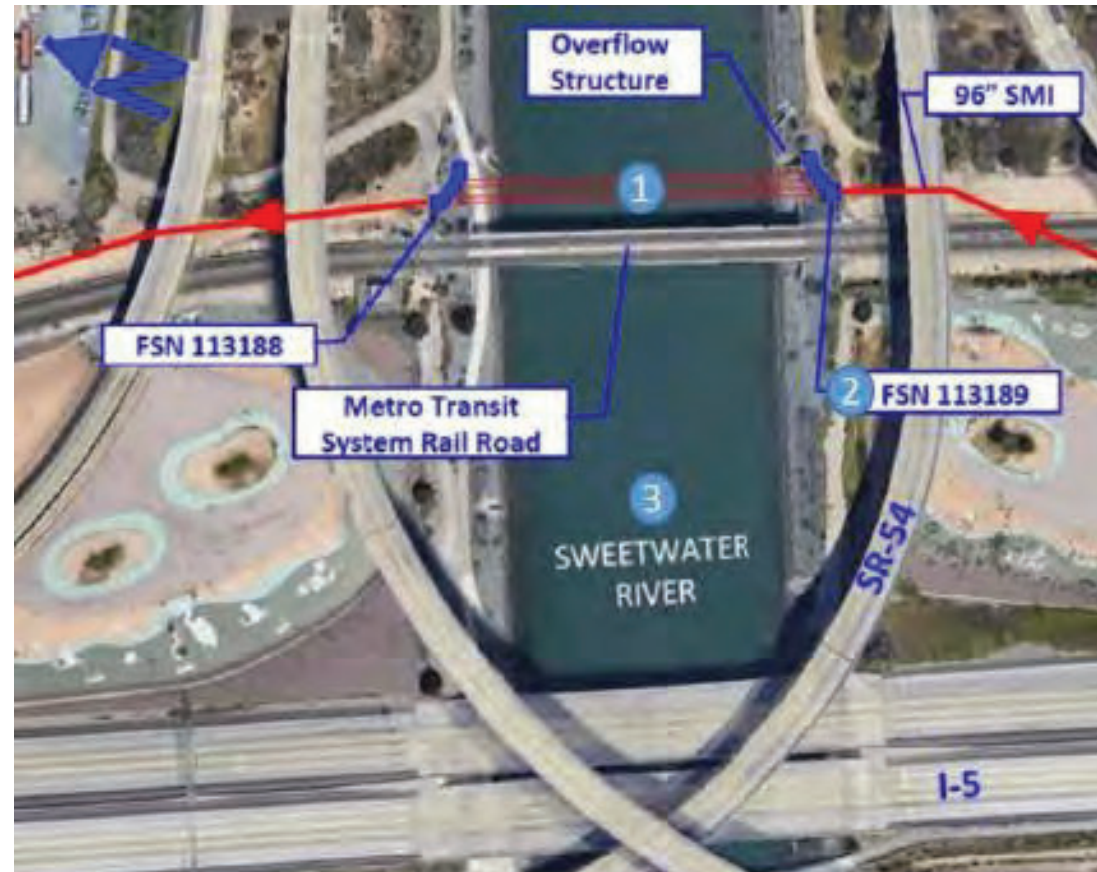 N
Overflow
Structure
96" SMI
1
FSN 113188
2
FSN 113189
Metro Transit
System Rail Road
3
SWEETWATER
RIVER
SR-54
I-5